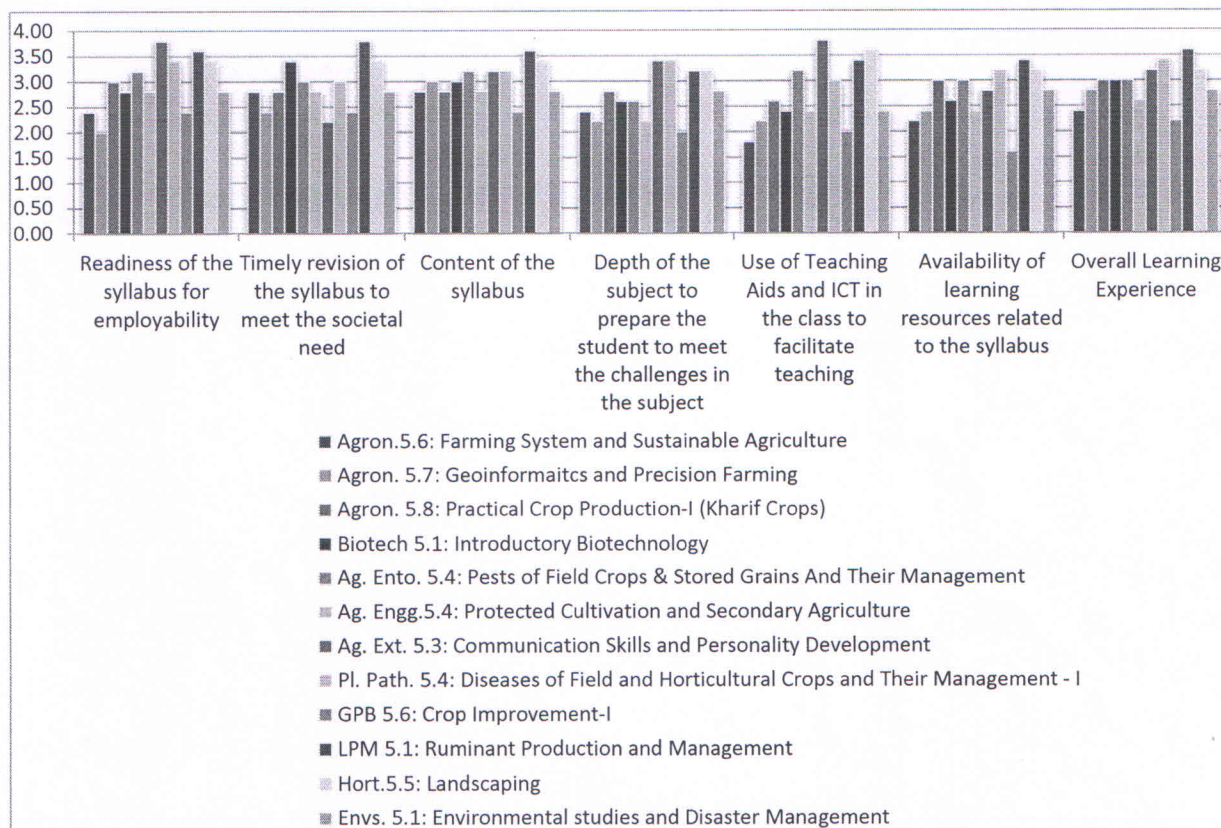 4.00
3.50
3.00
2.50
2.00
1.50
1.00
0.50
0.00
Readiness of the syllabus for employability
Timely revision of the syllabus to meet the societal need
Content of the syllabus
Depth of the subject to prepare the student to meet the challenges in the subject
Use of Teaching Aids and ICT in the class to facilitate teaching
Availability of learning resources related to the syllabus
Overall Learning Experience
Agron.5.6: Farming System and Sustainable Agriculture
Agron. 5.7: Geoinformaitcs and Precision Farming
Agron. 5.8: Practical Crop Production-I (Kharif Crops)
Biotech 5.1: Introductory Biotechnology
Ag. Ento. 5.4: Pests of Field Crops & Stored Grains And Their Management
Ag. Engg.5.4: Protected Cultivation and Secondary Agriculture
Ag. Ext. 5.3: Communication Skills and Personality Development
Pl. Path. 5.4: Diseases of Field and Horticultural Crops and Their Management - I
GPB 5.6: Crop Improvement-I
LPM 5.1: Ruminant Production and Management
Hort.5.5: Landscaping
Envs. 5.1: Environmental studies and Disaster Management